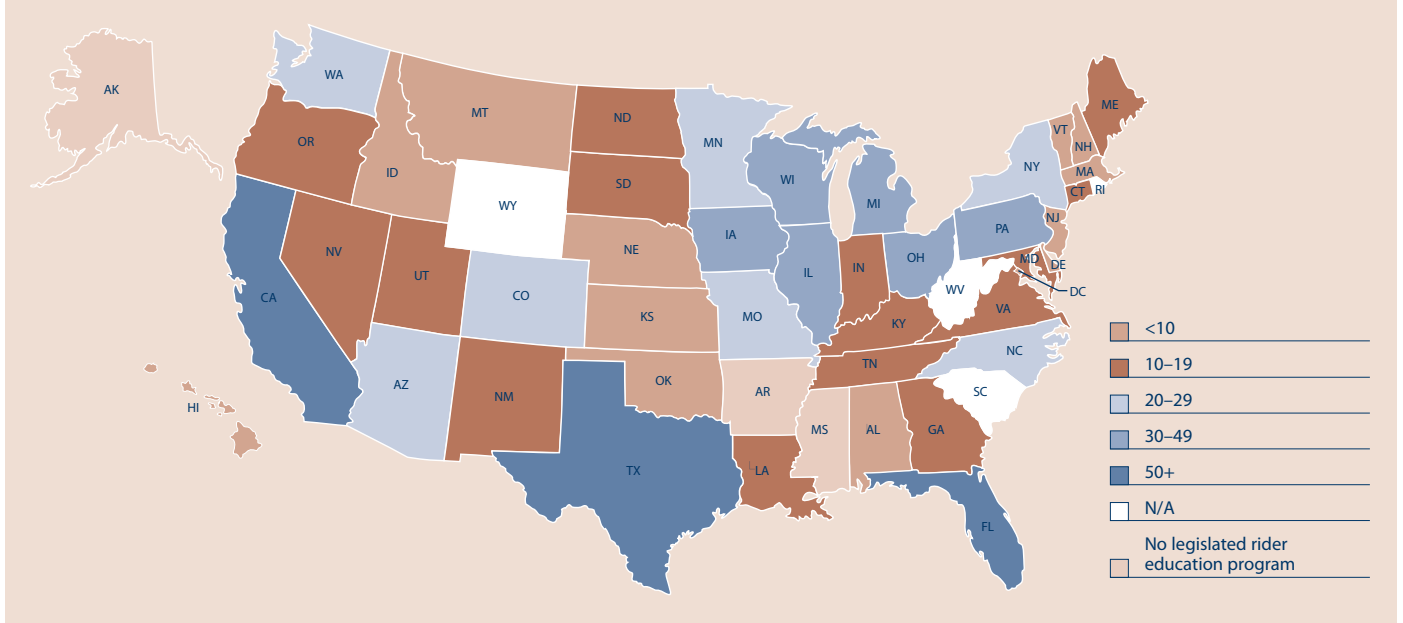 AK
WA
MT
ND
MN
ME
VT
NH
NY
MA
CT
RI
OR
ID
SD
WI
MI
WY
NJ
PA
IA
NE
NV
UT
CO
IL
IN
OH
MD
DE
DC
WV
VA
CA
KS
MO
KY
NC
TN
AZ
NM
OK
AR
SC
HI
MS
AL
GA
TX
LA
FL
<10
10–19
20–29
30–49
50+
N/A
No legislated rider
education program